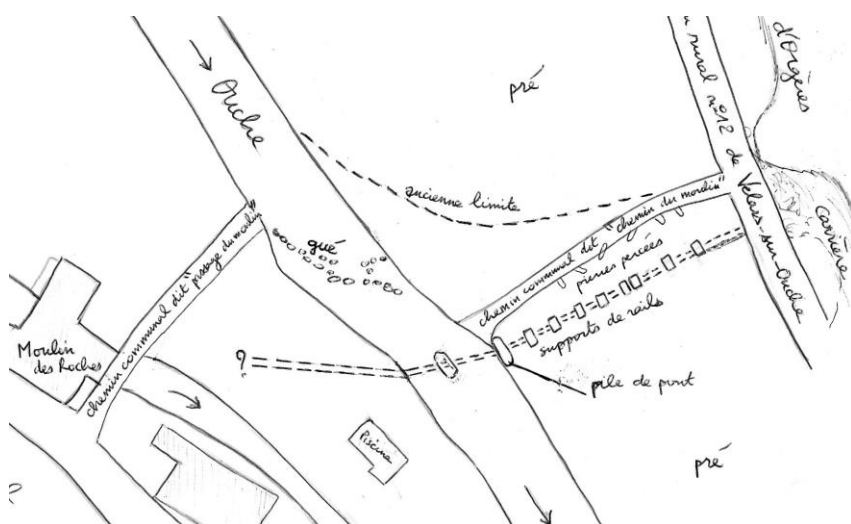 Ouche
pré
d'Orgères
rural n°12 de Velars-sur-Ouche
Carrière
ancienne limite
gué
chemin communal dit "passage du moulin"
chemin communal dit "chemin du moulin"
pierres percées
supports de rails
Moulin
des Roches
?
pile de pont
Piscine
pré